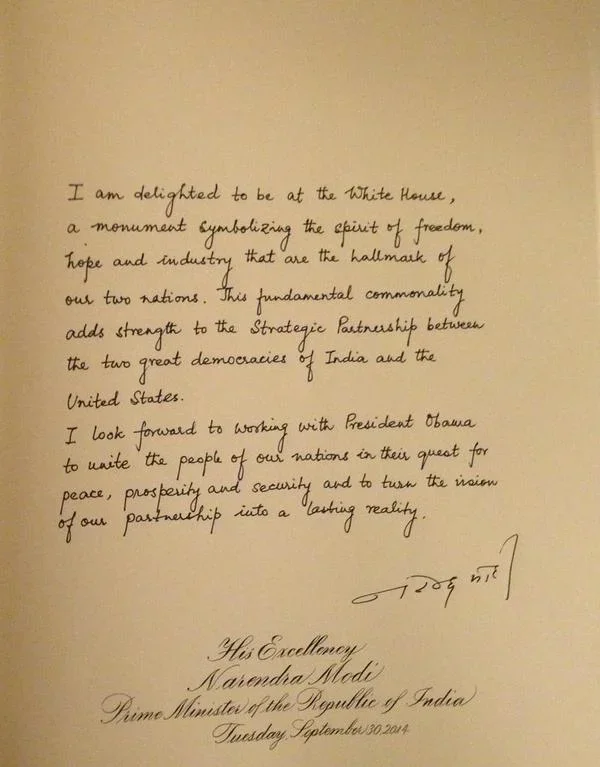 I am delighted to be at the White House,
a monument symbolizing the spirit of freedom,
hope and industry that are the hallmark of
our two nations. This fundamental commonality
adds strength to the Strategic Partnership between
the two great democracies of India and the
United States.
I look forward to working with President Obama
to unite the people of our nations in their quest for
peace, prosperity and security and to turn the vision
of our partnership into a lasting reality.
His Excellency
Narendra Modi
Prime Minister of the Republic of India
Tuesday, September 30, 2014